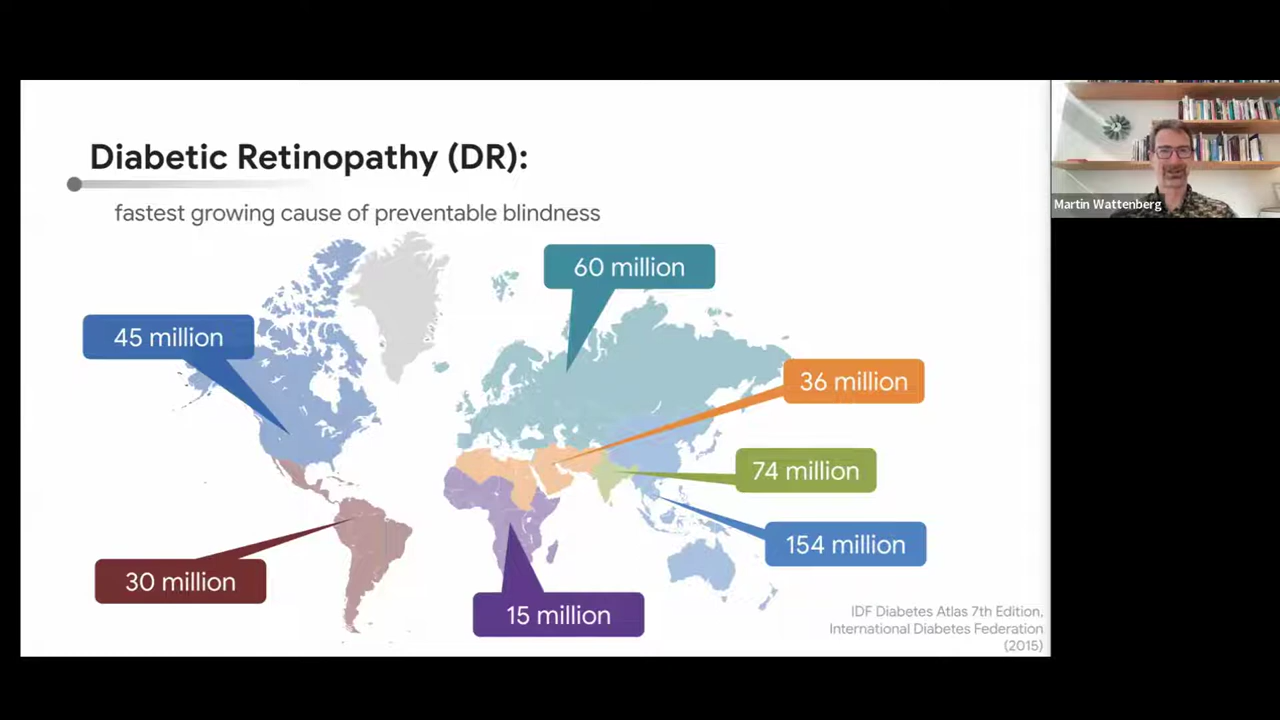 Diabetic Retinopathy (DR):
fastest growing cause of preventable blindness
60 million
45 million
36 million
74 million
154 million
30 million
15 million
IDF Diabetes Atlas 7th Edition,
International Diabetes Federation
(2015)
Martin Wattenberg